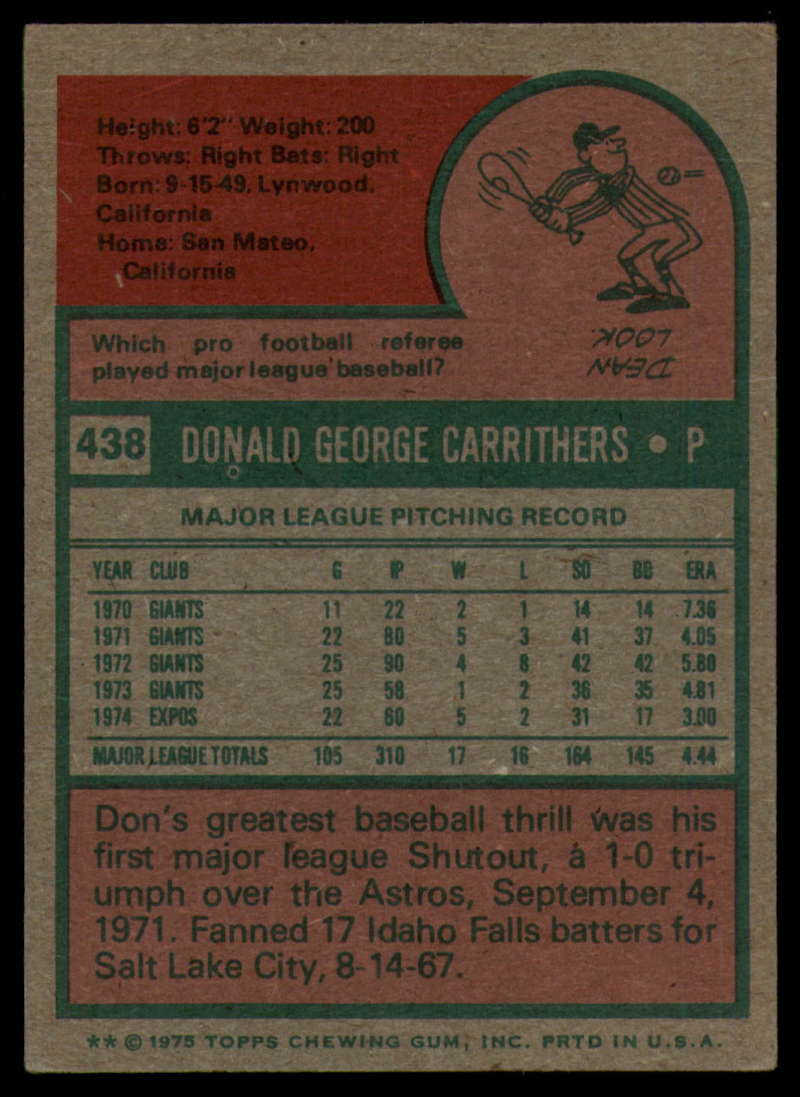 Height: 6'2" Weight: 200
Throws: Right Bats: Right
Born: 9-15-49, Lynwood,
California
Home: San Mateo,
California
Which pro football referee
played major league baseball?
DEAN
LOOK.
438 DONALD GEORGE CARRITHERS • P
MAJOR LEAGUE PITCHING RECORD
YEAR CLUB G IP W L SO BB ERA
1970 GIANTS 11 22 2 1 14 14 7.36
1971 GIANTS 22 80 5 3 41 37 4.05
1972 GIANTS 25 90 4 8 42 42 5.80
1973 GIANTS 25 58 1 2 36 35 4.81
1974 EXPOS 22 60 5 2 31 17 3.00
MAJOR LEAGUE TOTALS 105 310 17 16 164 145 4.44
Don's greatest baseball thrill was his
first major league Shutout, a 1-0 tri-
umph over the Astros, September 4,
1971. Fanned 17 Idaho Falls batters for
Salt Lake City, 8-14-67.
** © 1975 TOPPS CHEWING GUM, INC. PRTD IN U.S.A.